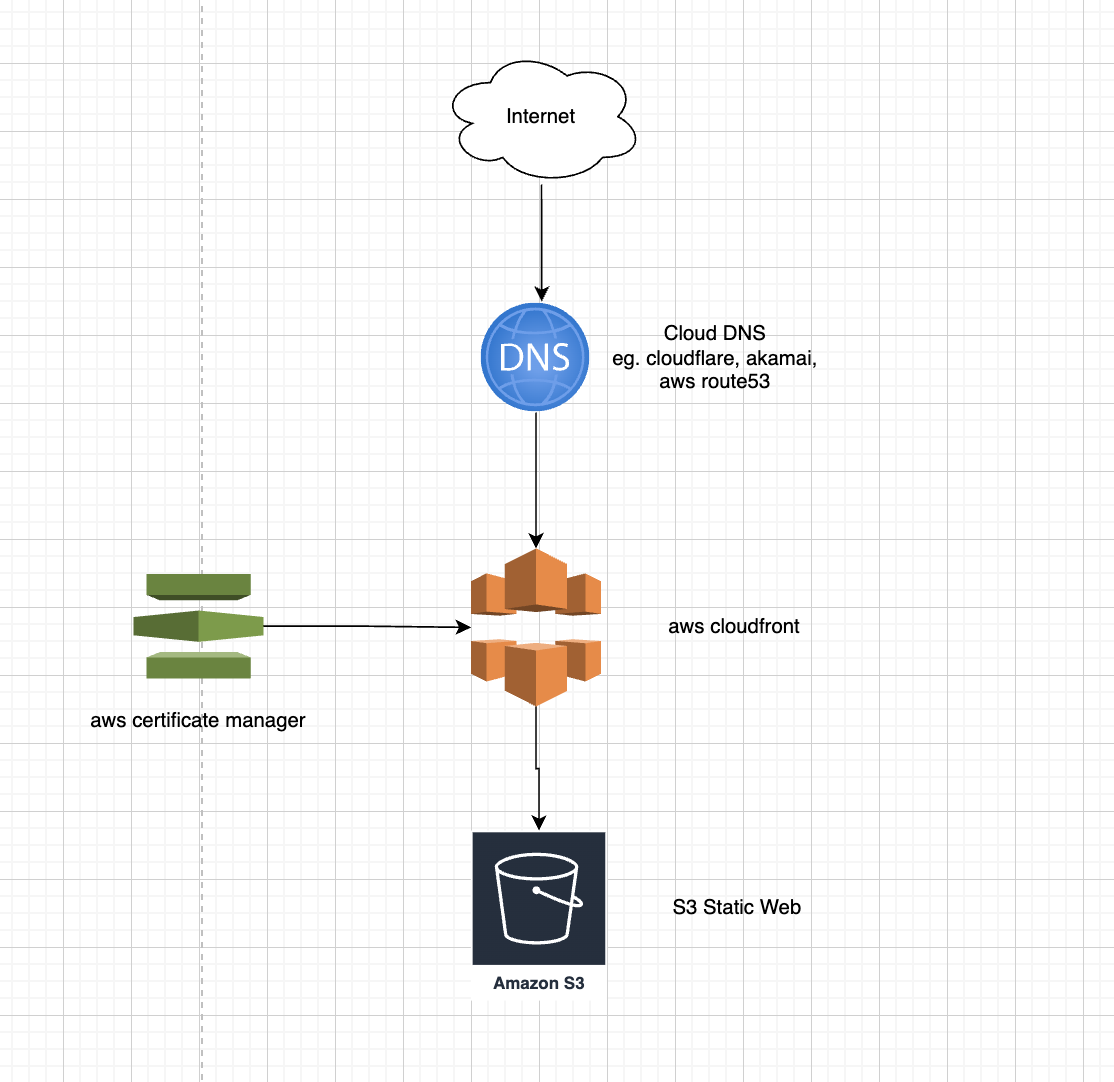 Internet
DNS
Cloud DNS
eg. cloudflare, akamai,
aws route53
aws cloudfront
aws certificate manager
S3 Static Web
Amazon S3